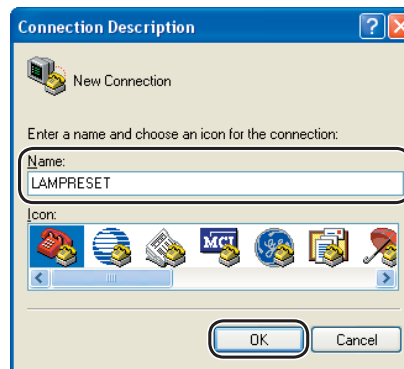 Connection Description
New Connection
Enter a name and choose an icon for the connection:
Name:
LAMPRESET
Icon:
MCI
OK
Cancel